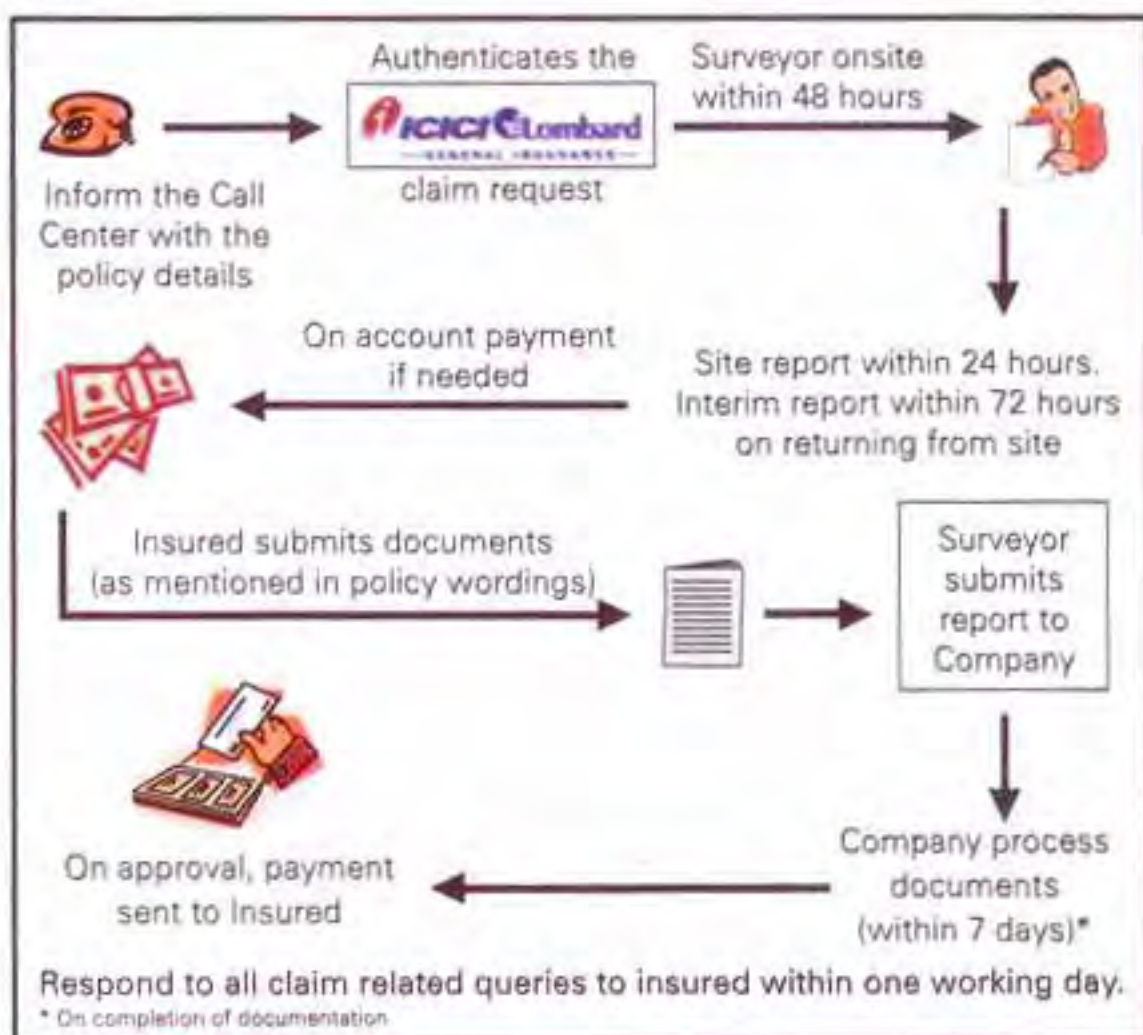 Authenticates the
ICICI Lombard
GENERAL INSURANCE
claim request
Surveyor onsite
within 48 hours
Inform the Call
Center with the
policy details
On account payment
if needed
Site report within 24 hours.
Interim report within 72 hours
on returning from site
Insured submits documents
(as mentioned in policy wordings)
Surveyor
submits
report to
Company
Company process
documents
(within 7 days)*
On approval, payment
sent to Insured
Respond to all claim related queries to insured within one working day.
* On completion of documentation